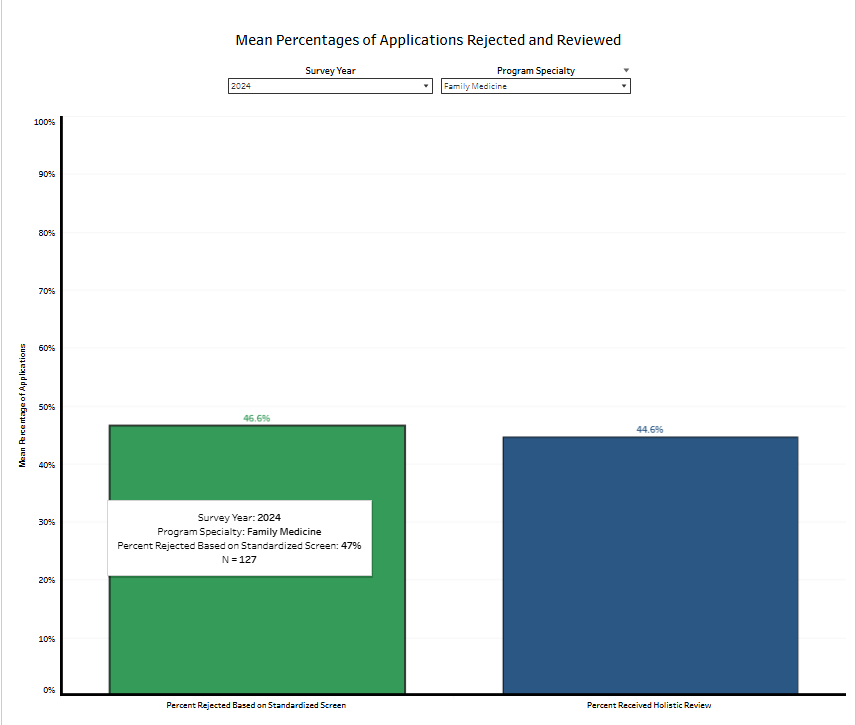 Mean Percentages of Applications Rejected and Reviewed
Survey Year
Program Specialty
2024
Family Medicine
Mean Percentage of Applications
100%
90%
80%
70%
60%
50%
40%
30%
20%
10%
0%
46.6%
44.6%
Survey Year: 2024
Program Specialty: Family Medicine
Percent Rejected Based on Standardized Screen: 47%
N = 127
Percent Rejected Based on Standardized Screen
Percent Received Holistic Review